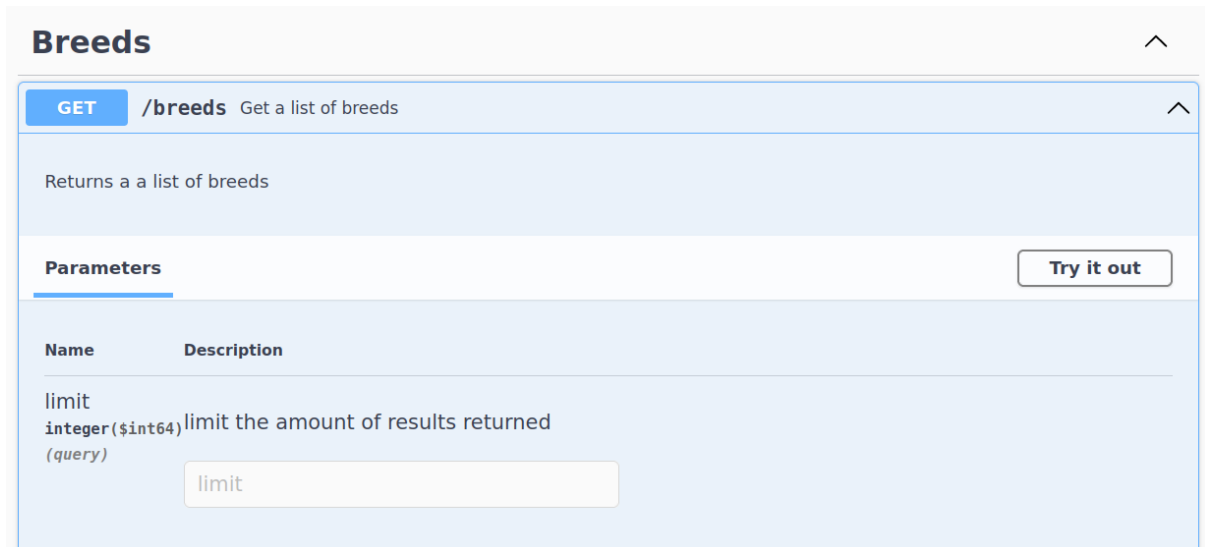 Breeds
GET /breeds Get a list of breeds
Returns a a list of breeds
Parameters Try it out
Name Description
limit
integer($int64)
(query)
limit the amount of results returned
limit